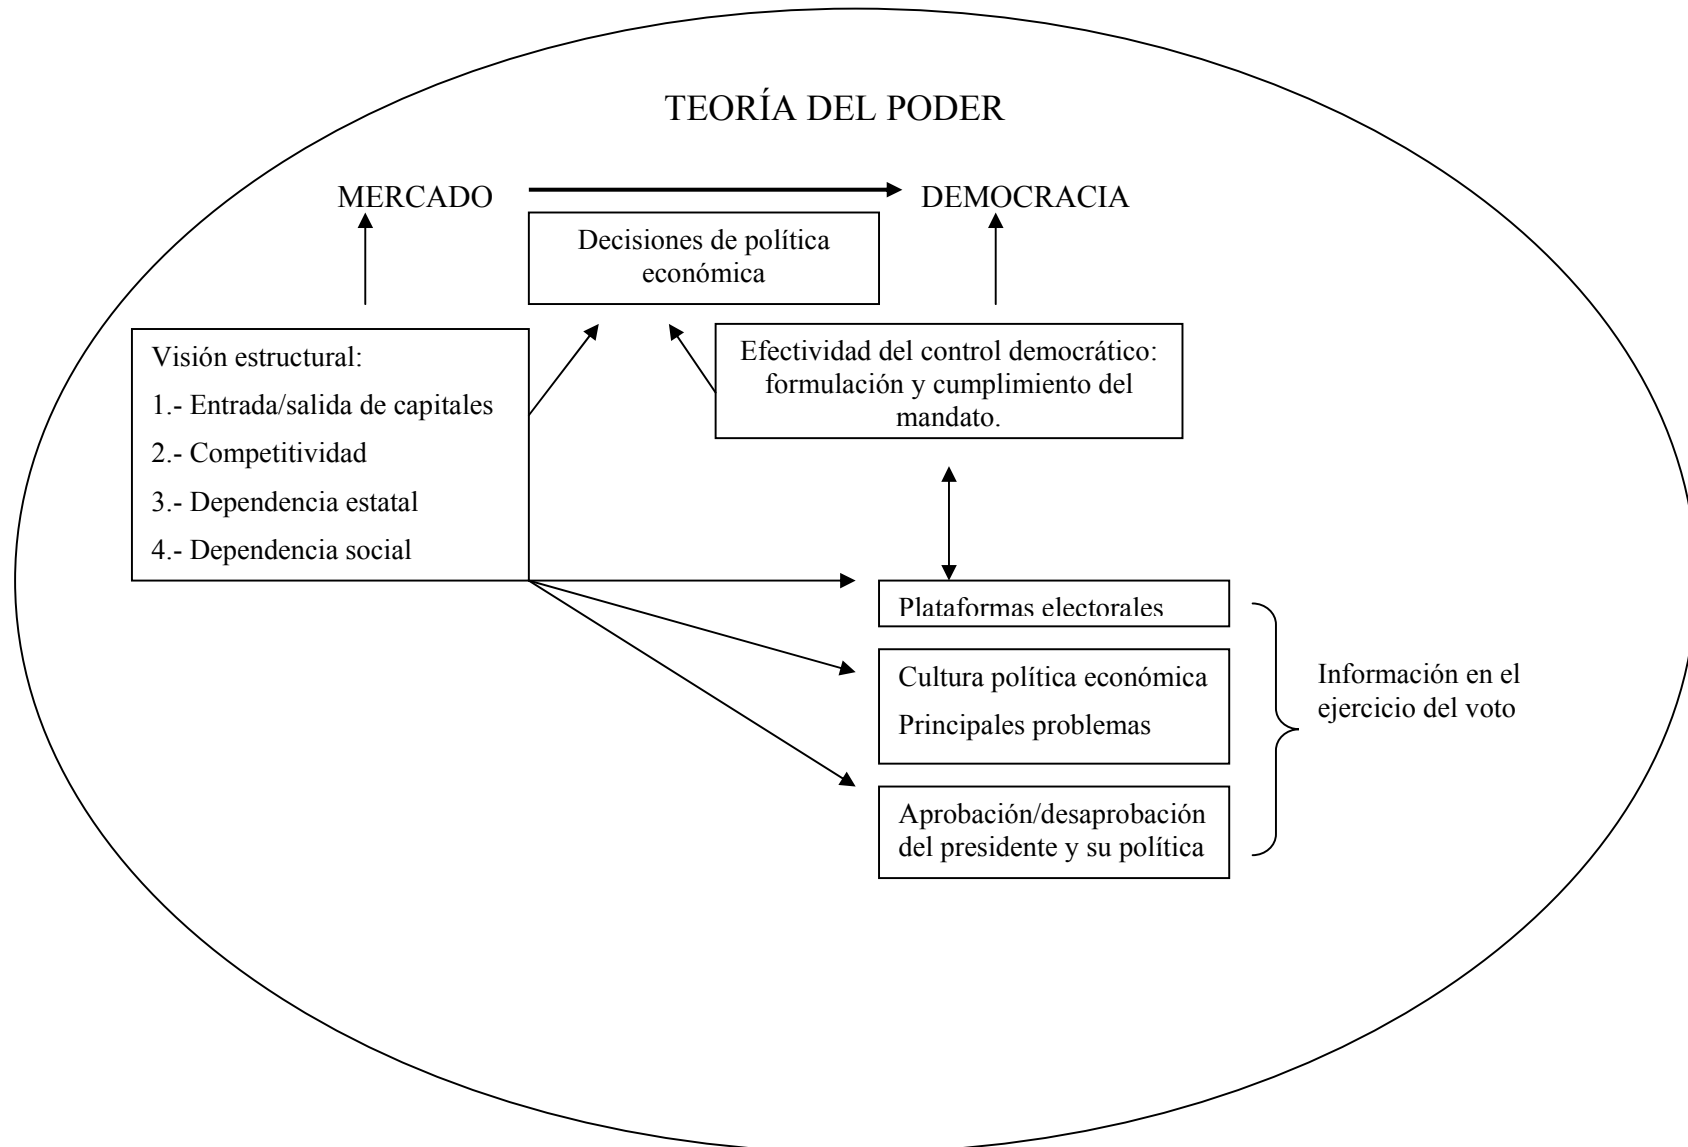 TEORÍA DEL PODER
MERCADO
DEMOCRACIA
Decisiones de política
económica
Visión estructural:
1.- Entrada/salida de capitales
2.- Competitividad
3.- Dependencia estatal
4.- Dependencia social
Efectividad del control democrático:
formulación y cumplimiento del
mandato.
Plataformas electorales
Cultura política económica
Principales problemas
Aprobación/desaprobación
del presidente y su política
Información en el
ejercicio del voto